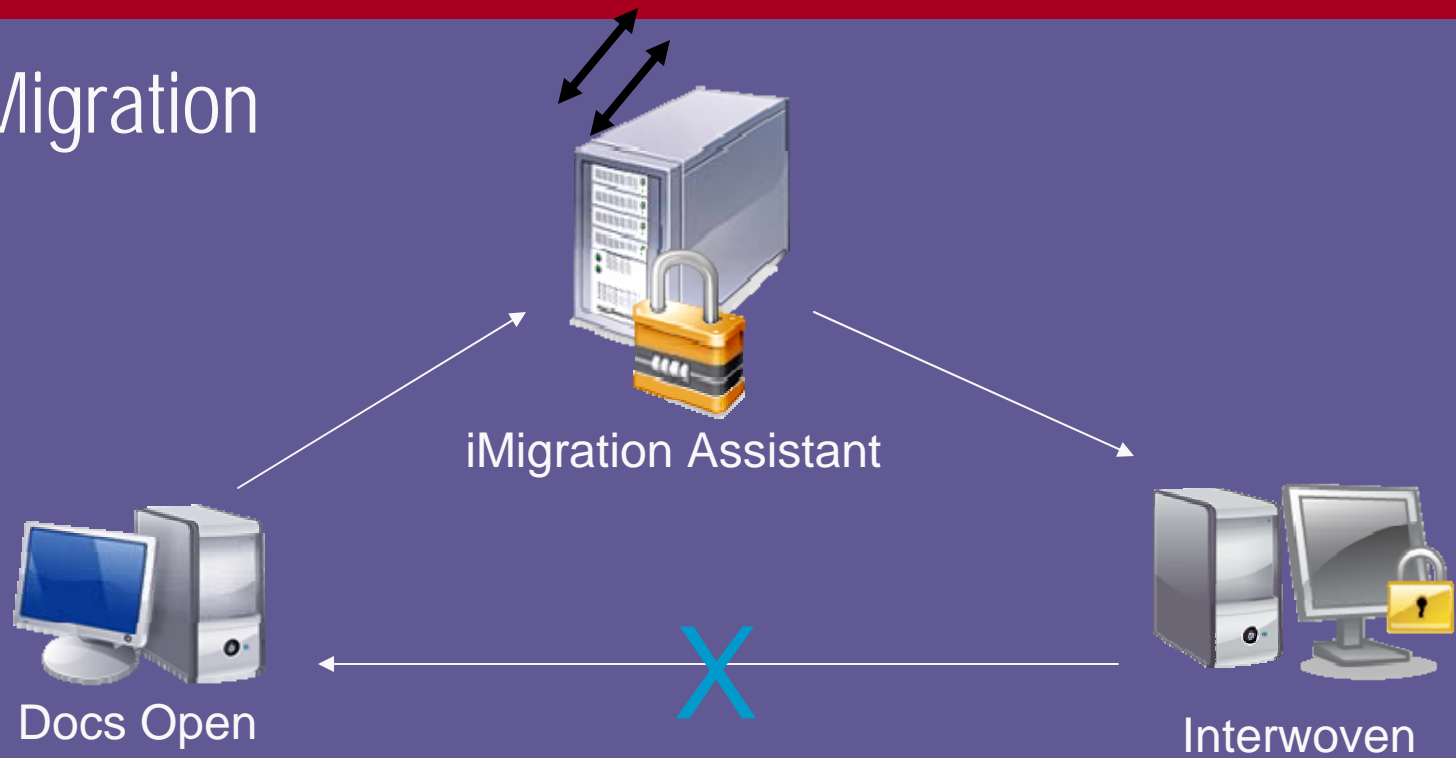 Migration
iMigration Assistant
X
Docs Open
Interwoven